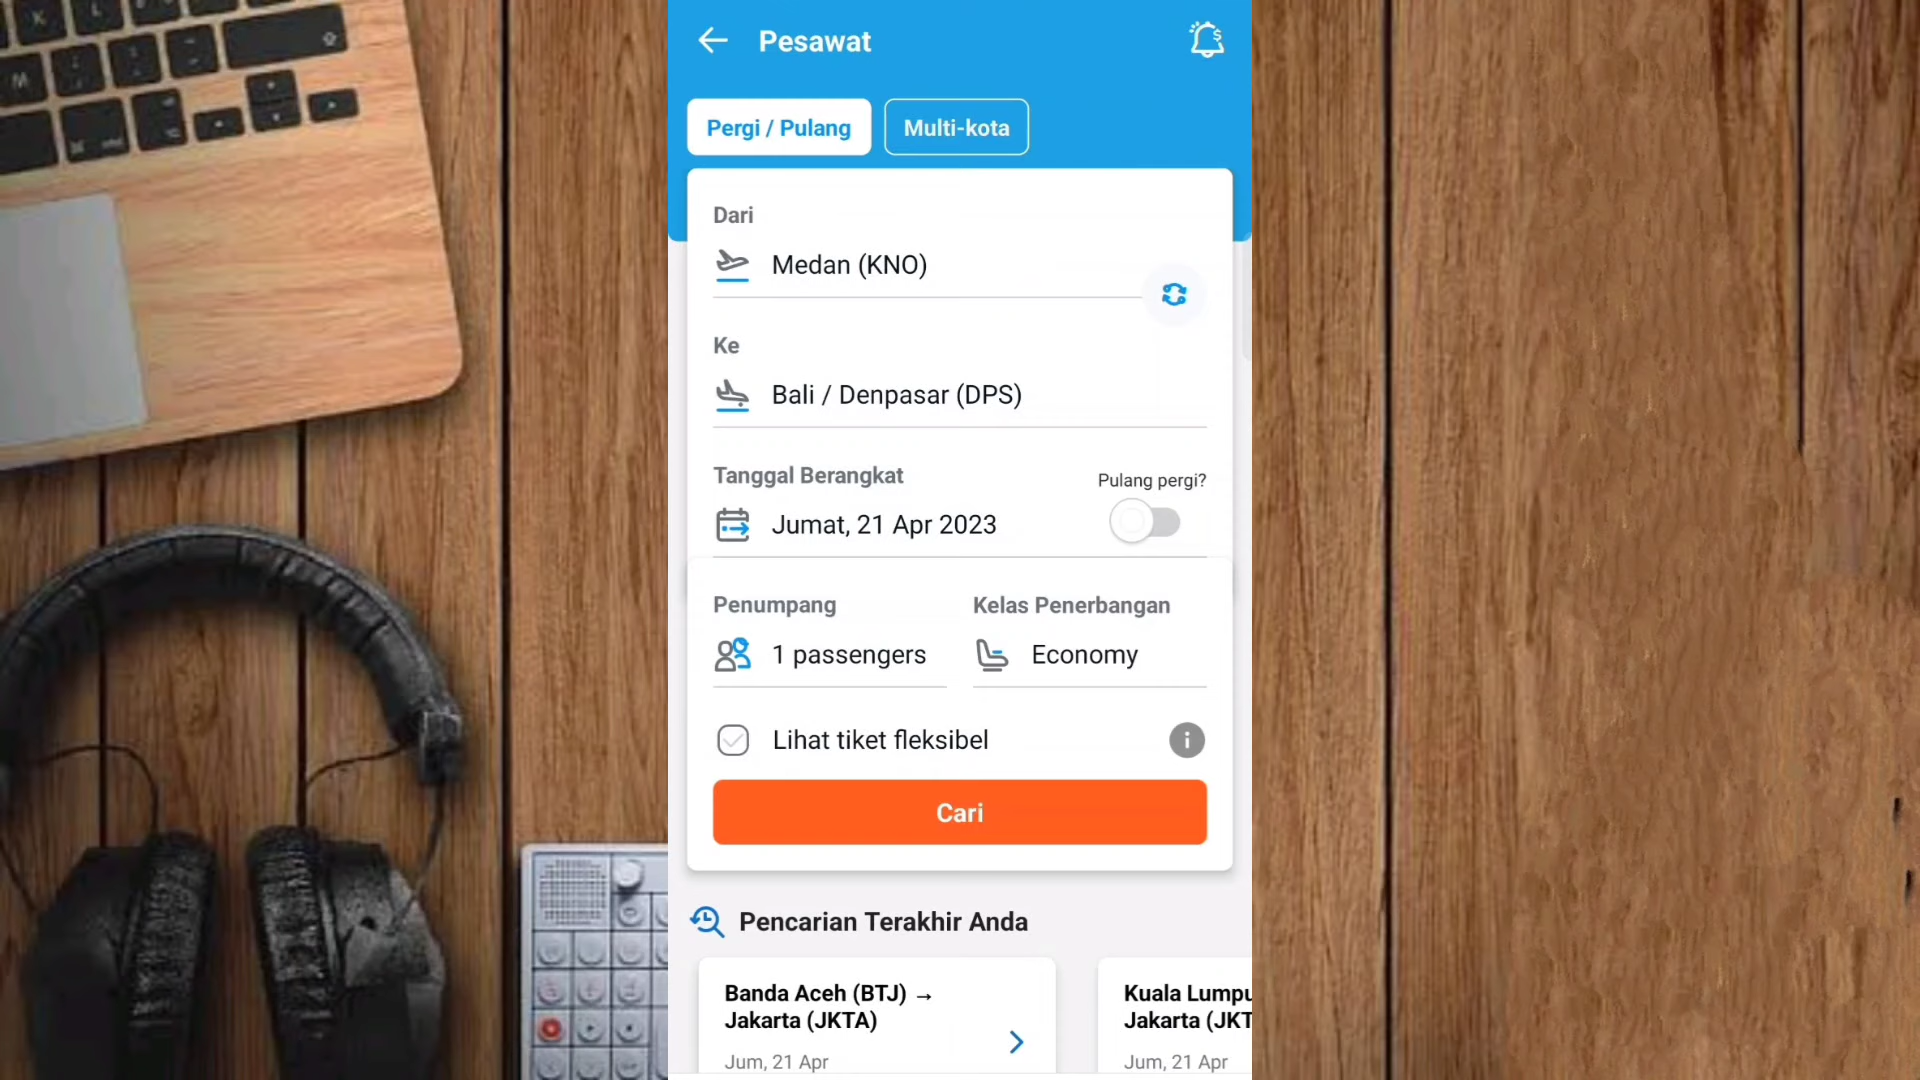 Pesawat
Pergi / Pulang
Multi-kota
Dari
Medan (KNO)
Ke
Bali / Denpasar (DPS)
Tanggal Berangkat
Pulang pergi?
Jumat, 21 Apr 2023
Penumpang
Kelas Penerbangan
1 passengers
Economy
Lihat tiket fleksibel
Cari
Pencarian Terakhir Anda
Banda Aceh (BTJ) →
Jakarta (JKTA)
Jum, 21 Apr
Kuala Lumpu
Jakarta (JKT
Jum, 21 Apr